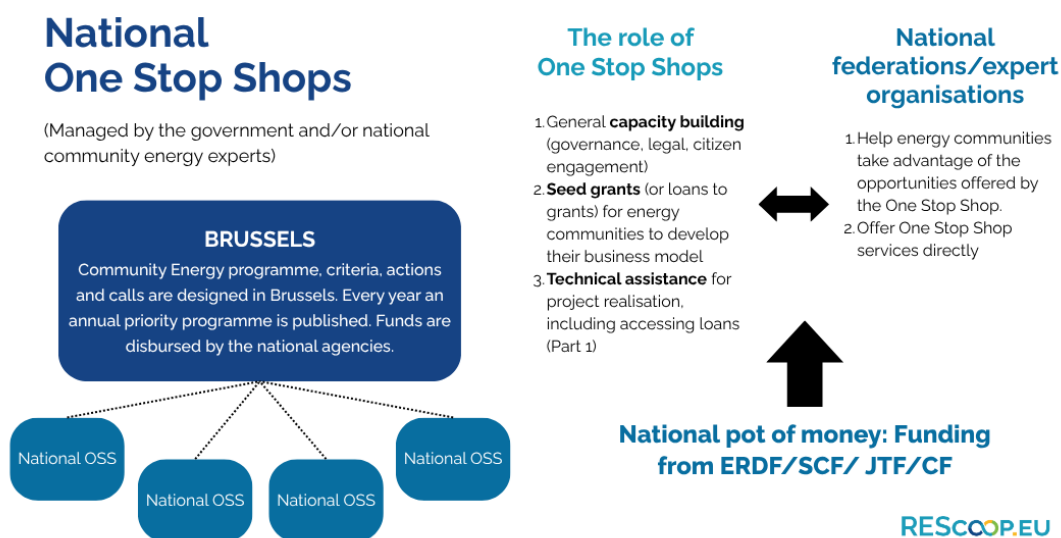 National
One Stop Shops
(Managed by the government and/or national
community energy experts)
BRUSSELS
Community Energy programme, criteria, actions
and calls are designed in Brussels. Every year an
annual priority programme is published. Funds are
disbursed by the national agencies.
National OSS
National OSS
National OSS
National OSS
The role of
One Stop Shops
1. General capacity building
(governance, legal, citizen
engagement)
2. Seed grants (or loans to
grants) for energy
communities to develop
their business model
3. Technical assistance for
project realisation,
including accessing loans
(Part 1)
National
federations/expert
organisations
1. Help energy communities
take advantage of the
opportunities offered by
the One Stop Shop.
2. Offer One Stop Shop
services directly
National pot of money: Funding
from ERDF/SCF/ JTF/CF
REScoop.EU